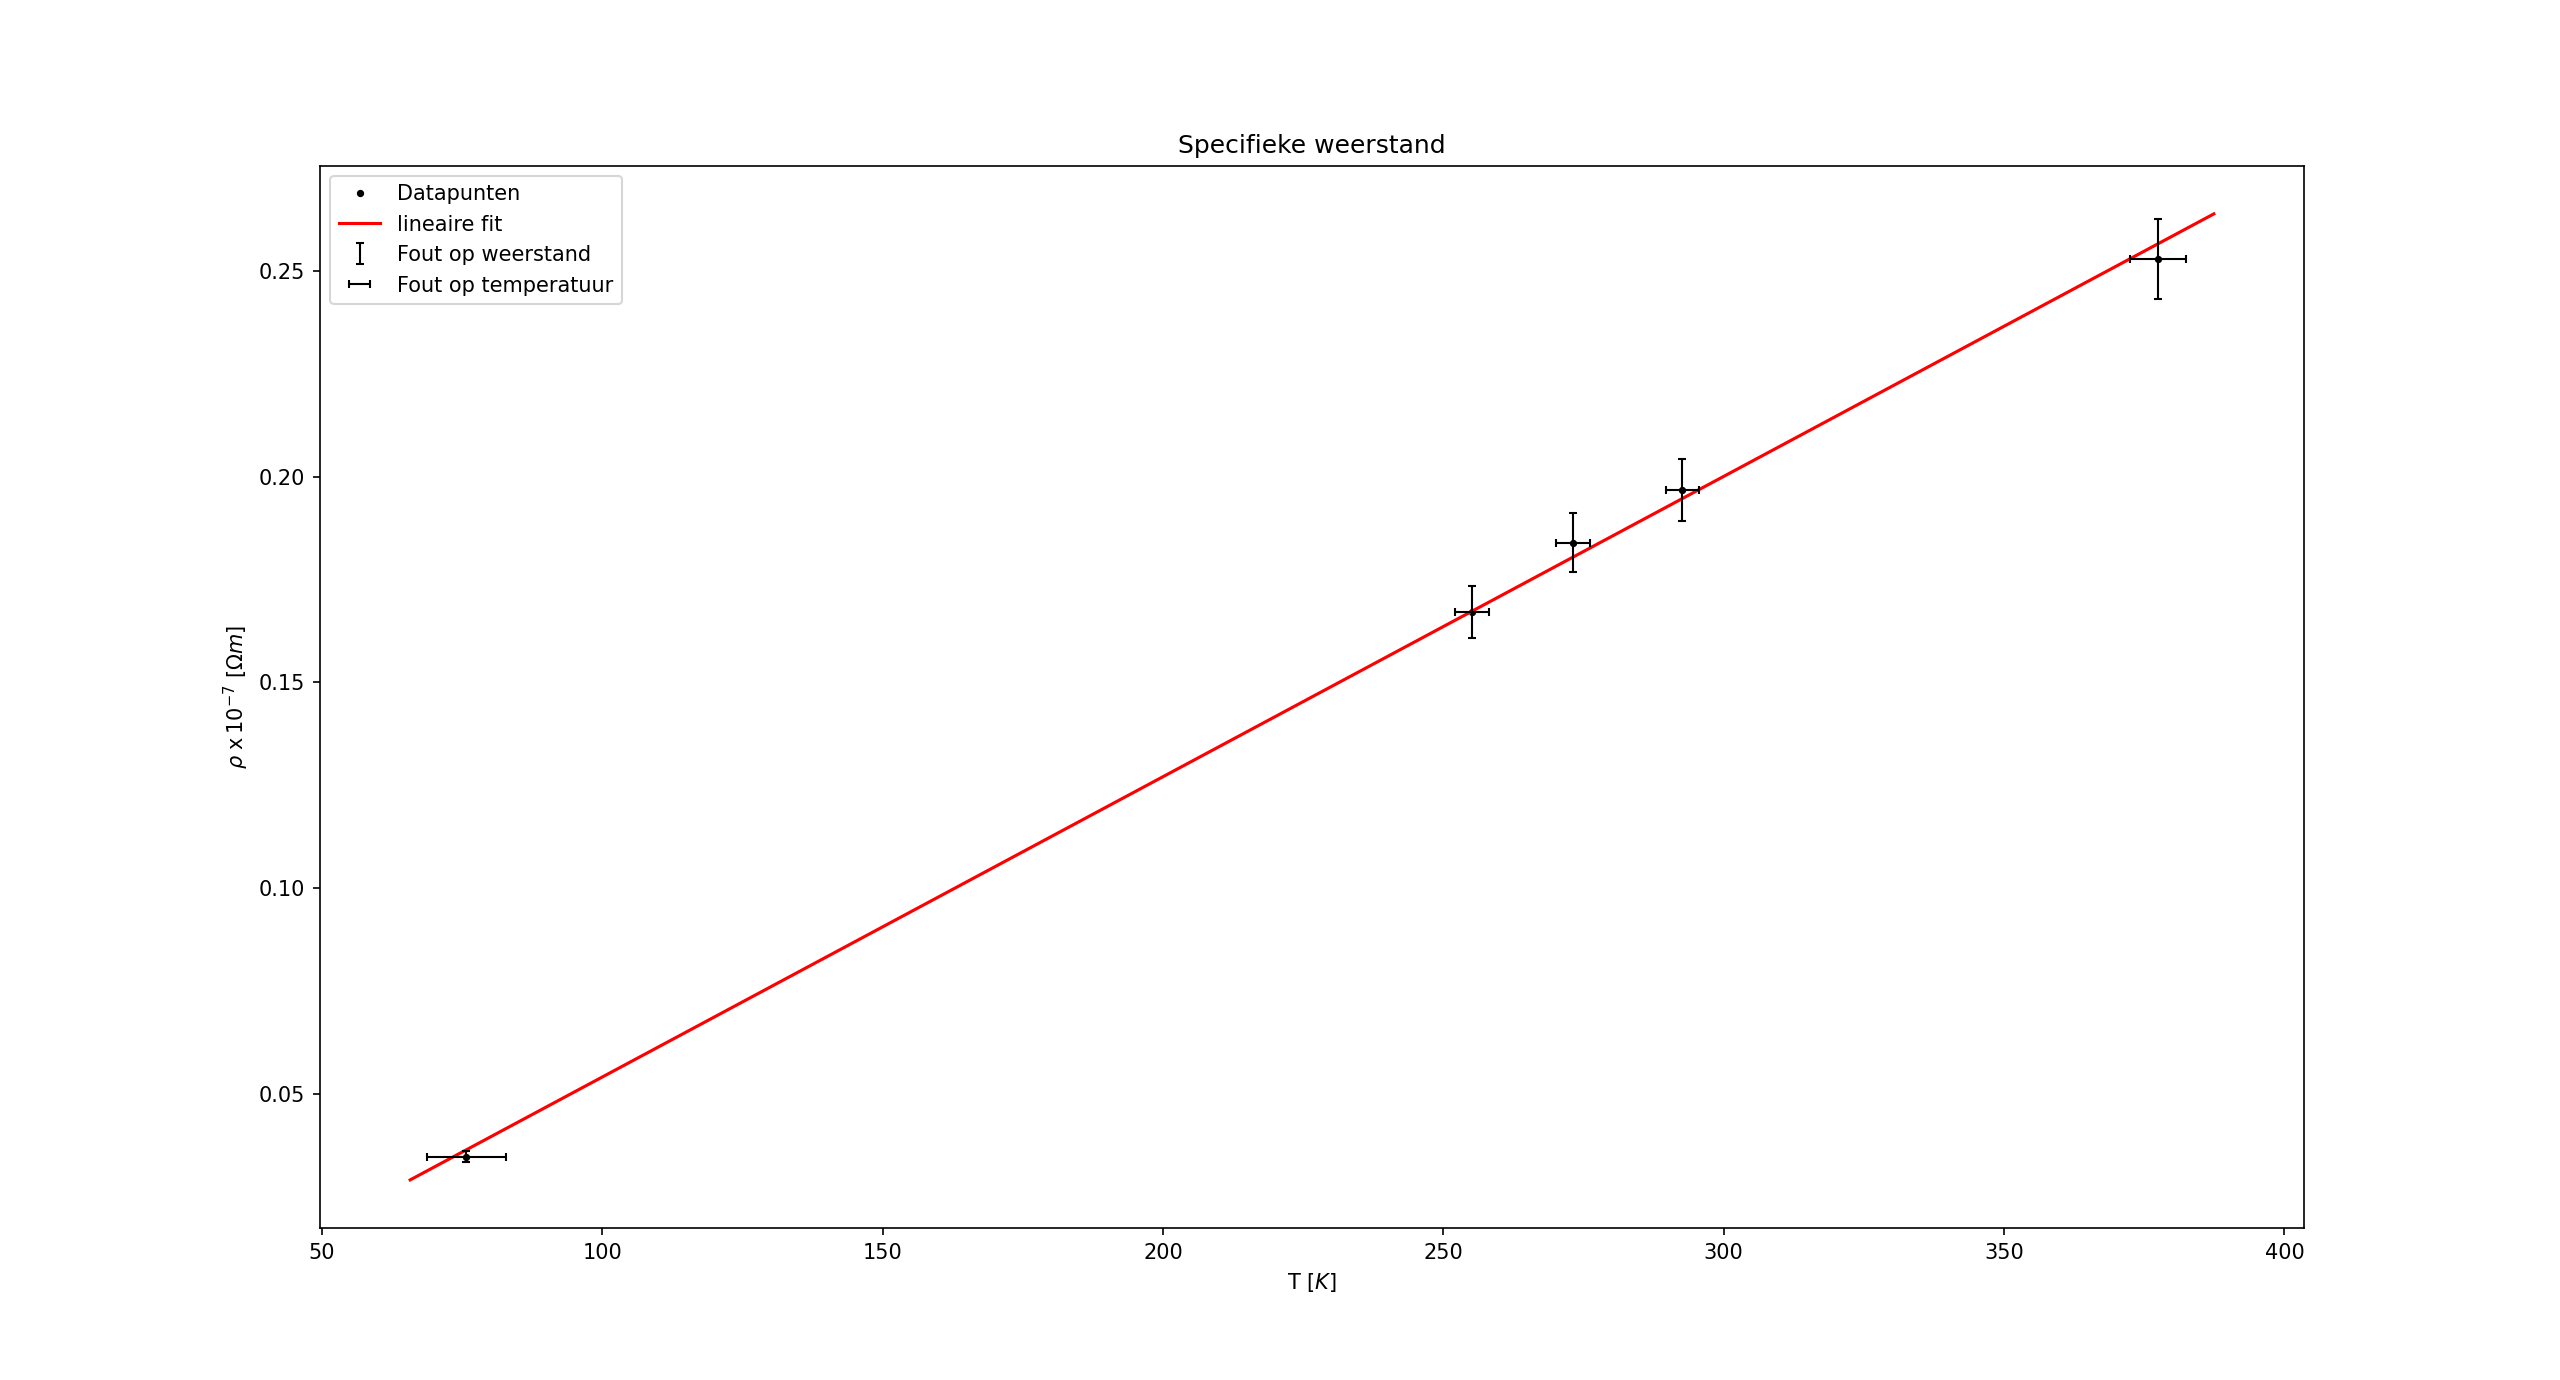 Specifieke weerstand
Datapunten
lineaire fit
Fout op weerstand
Fout op temperatuur
0.25
0.20
0.15
0.10
0.05
ρ x 10⁻⁷ [Ωm]
50 100 150 200 250 300 350 400
T [K]